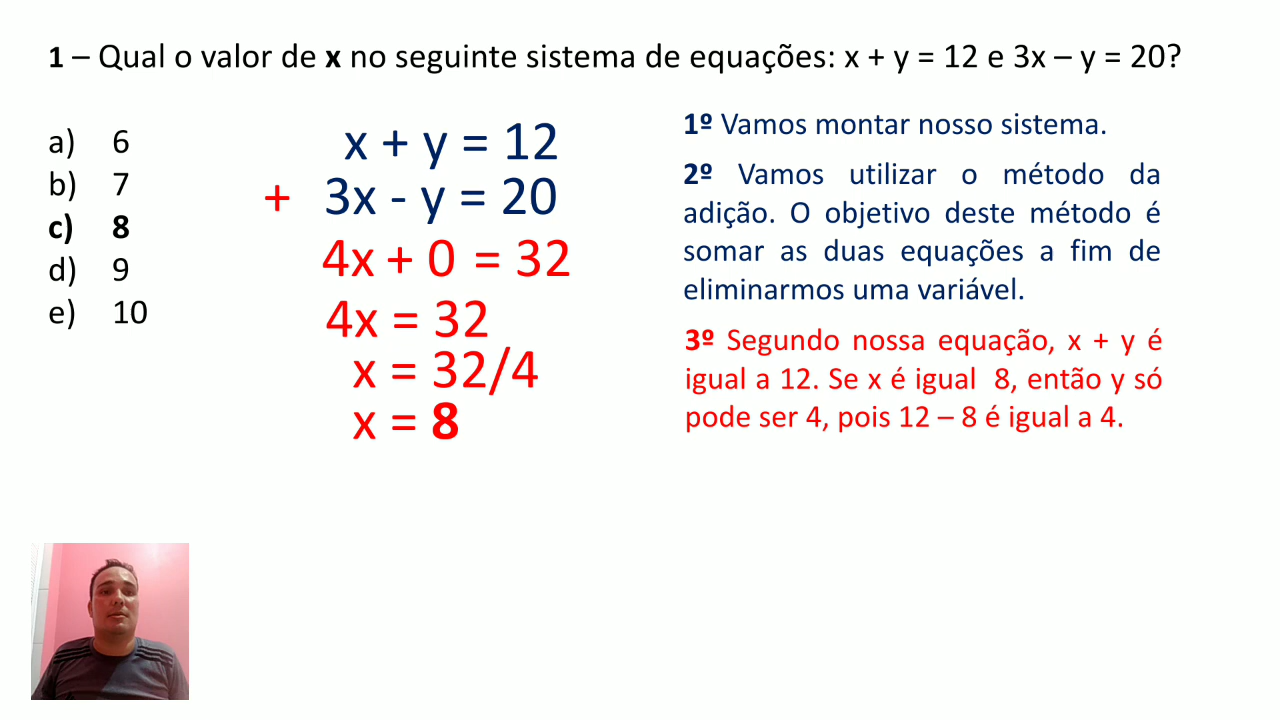 1 – Qual o valor de x no seguinte sistema de equações: x + y = 12 e 3x – y = 20?
a) 6
b) 7
c) 8
d) 9
e) 10
x + y = 12
+ 3x - y = 20
4x + 0 = 32
4x = 32
x = 32/4
x = 8
1º Vamos montar nosso sistema.
2º Vamos utilizar o método da
adição. O objetivo deste método é
somar as duas equações a fim de
eliminarmos uma variável.
3º Segundo nossa equação, x + y é
igual a 12. Se x é igual 8, então y só
pode ser 4, pois 12 – 8 é igual a 4.